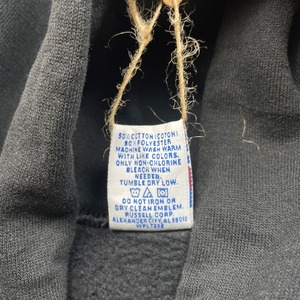 50% COTTON (COTON)
50% POLYESTER
MACHINE WASH WARM
WITH LIKE COLORS.
ONLY NON-CHLORINE
BLEACH WHEN
NEEDED.
TUMBLE DRY LOW.
DO NOT IRON OR
DRY CLEAN EMBLEM.
RUSSELL CORP.
ALEXANDER CITY, AL 35010